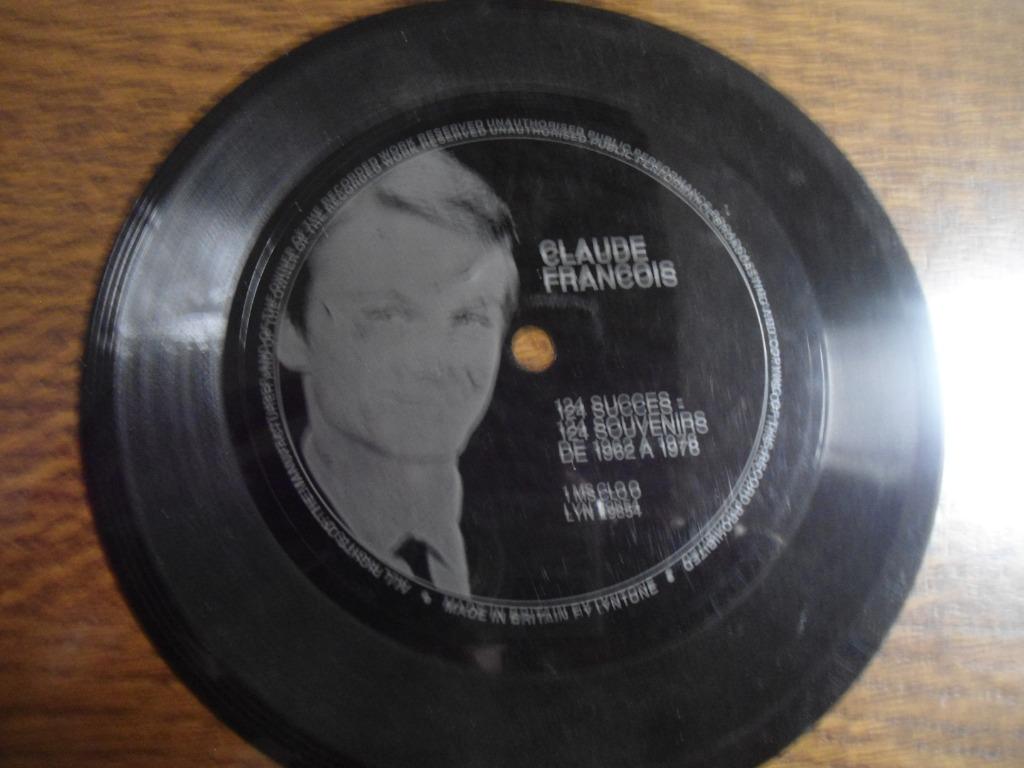 CLAUDE
FRANCOIS
124 SUCCES :
124 SOUVENIRS
DE 1962 A 1978
LYN
ALL RIGHTS OF THE MANUFACTURER AND OF THE OWNER OF THE RECORDED WORK RESERVED UNAUTHORISED PUBLIC PERFORMANCE BROADCASTING AND COPYING OF THIS RECORD PROHIBITED
MADE IN BRITAIN BY LYNTONE